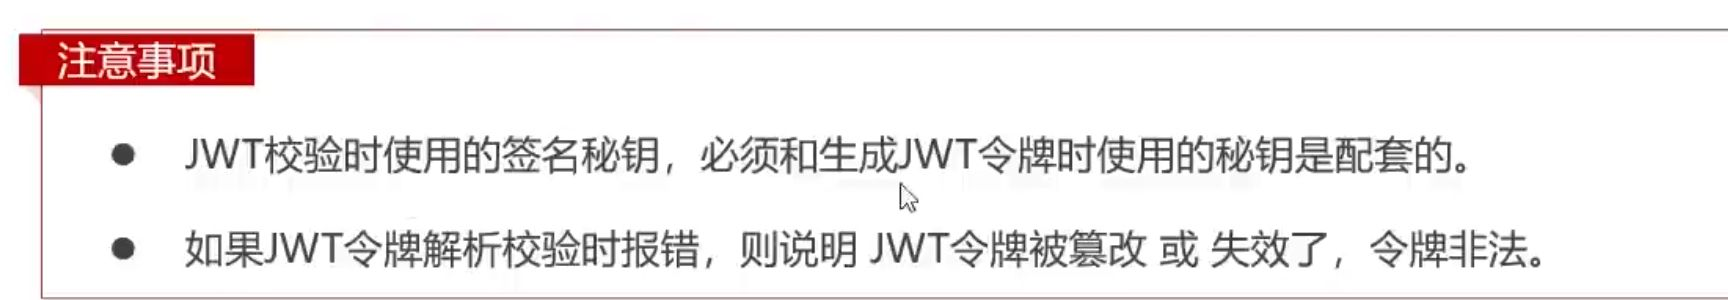 注意事项
● JWT校验时使用的签名秘钥，必须和生成JWT令牌时使用的秘钥是配套的。
● 如果JWT令牌解析校验时报错，则说明 JWT令牌被篡改 或 失效了，令牌非法。